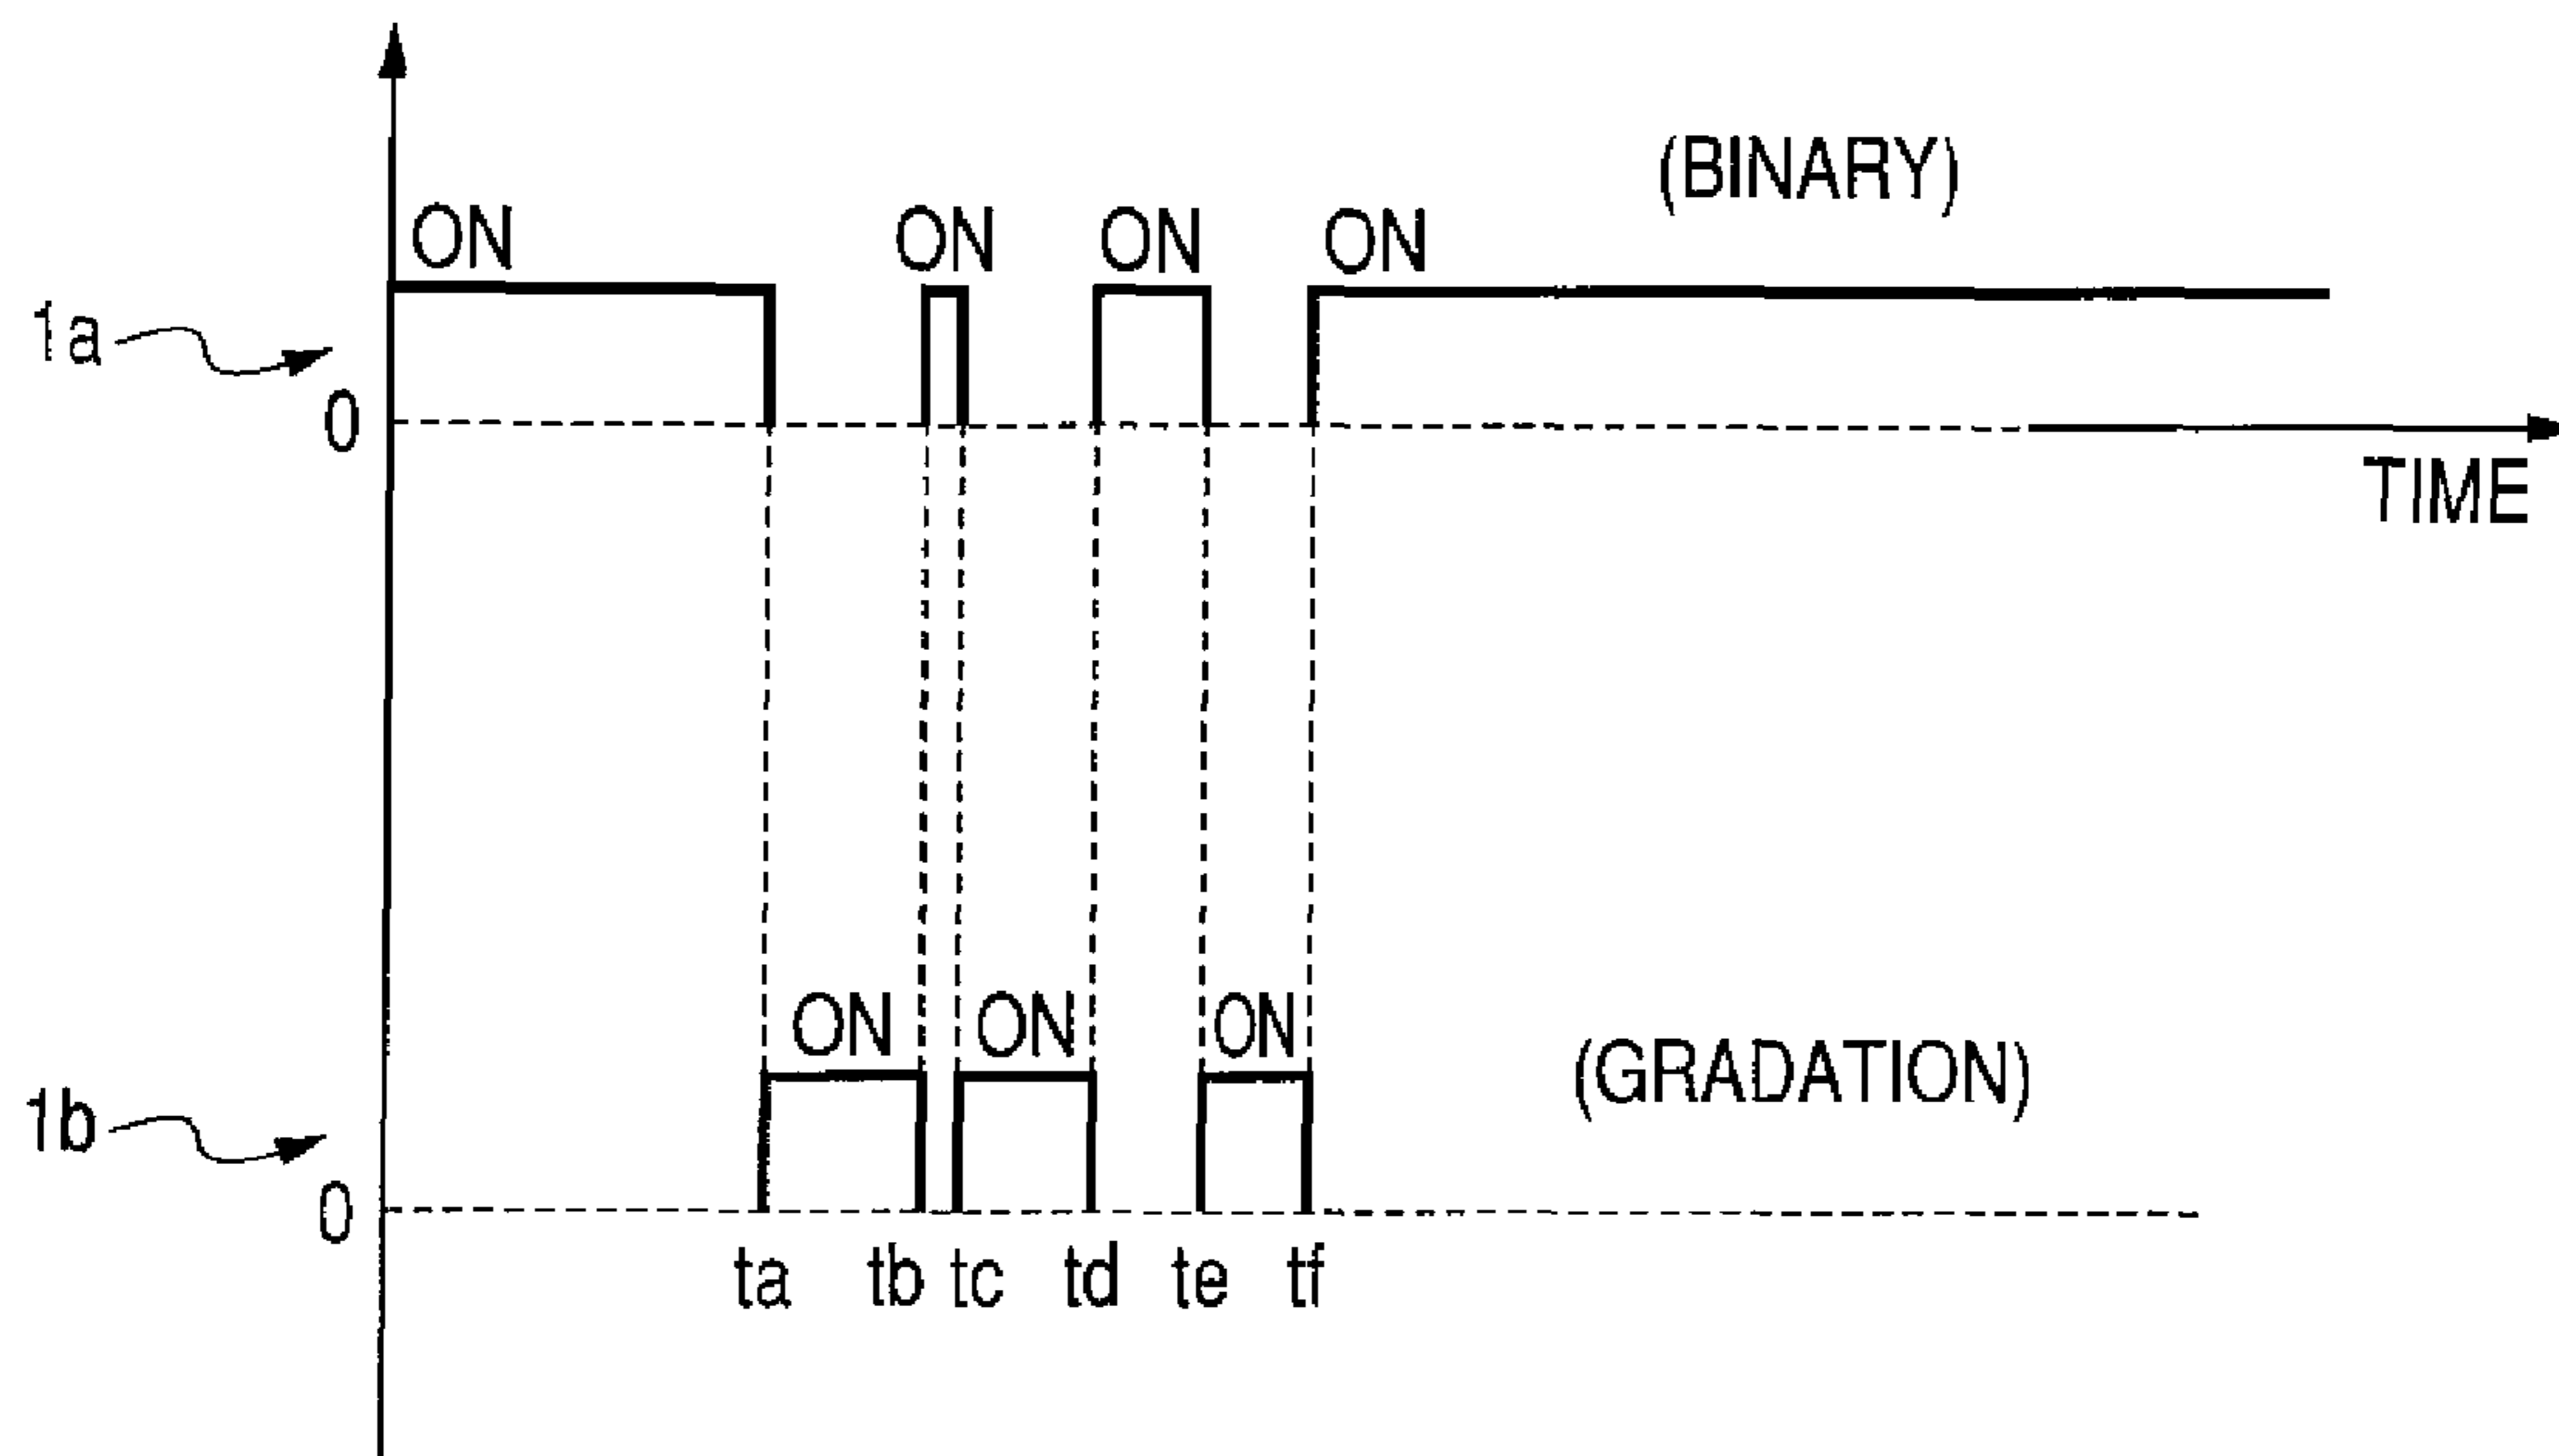 (BINARY)
ON ON ON ON
1a
0
TIME
ON ON ON
(GRADATION)
1b
0
ta tb tc td te tf